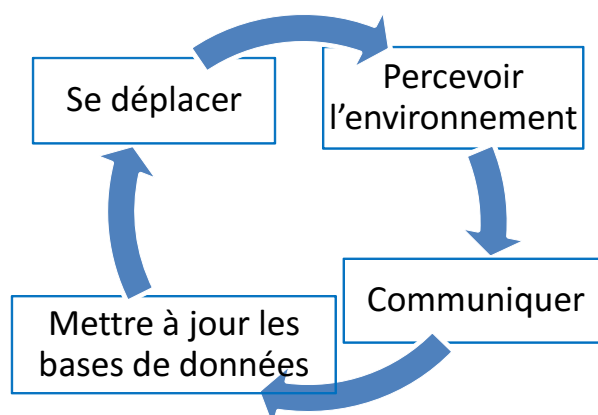 Se déplacer
Percevoir
l’environnement
Communiquer
Mettre à jour les
bases de données